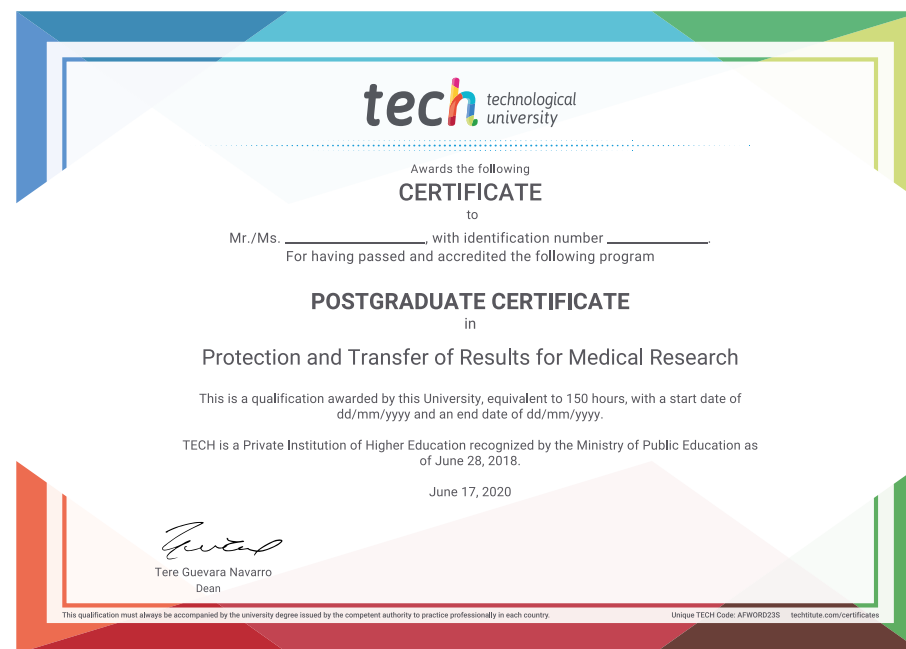 tech technological
university
Awards the following
CERTIFICATE
to
Mr./Ms. ____________________, with identification number ______________.
For having passed and accredited the following program
POSTGRADUATE CERTIFICATE
in
Protection and Transfer of Results for Medical Research
This is a qualification awarded by this University, equivalent to 150 hours, with a start date of
dd/mm/yyyy and an end date of dd/mm/yyyy.
TECH is a Private Institution of Higher Education recognized by the Ministry of Public Education as
of June 28, 2018.
June 17, 2020
Tere Guevara Navarro
Dean
This qualification must always be accompanied by the university degree issued by the competent authority to practice professionally in each country.
Unique TECH Code: AFWORD23S techtitute.com/certificates